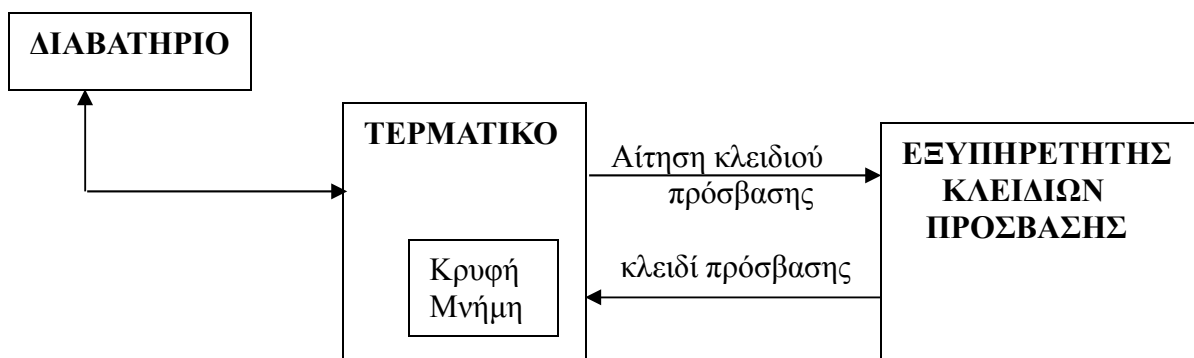 ΔΙΑΒΑΤΗΡΙΟ
ΤΕΡΜΑΤΙΚΟ
Κρυφή
Μνήμη
Αίτηση κλειδιού
πρόσβασης
κλειδί πρόσβασης
ΕΞΥΠΗΡΕΤΗΤΗΣ
ΚΛΕΙΔΙΩΝ
ΠΡΟΣΒΑΣΗΣ